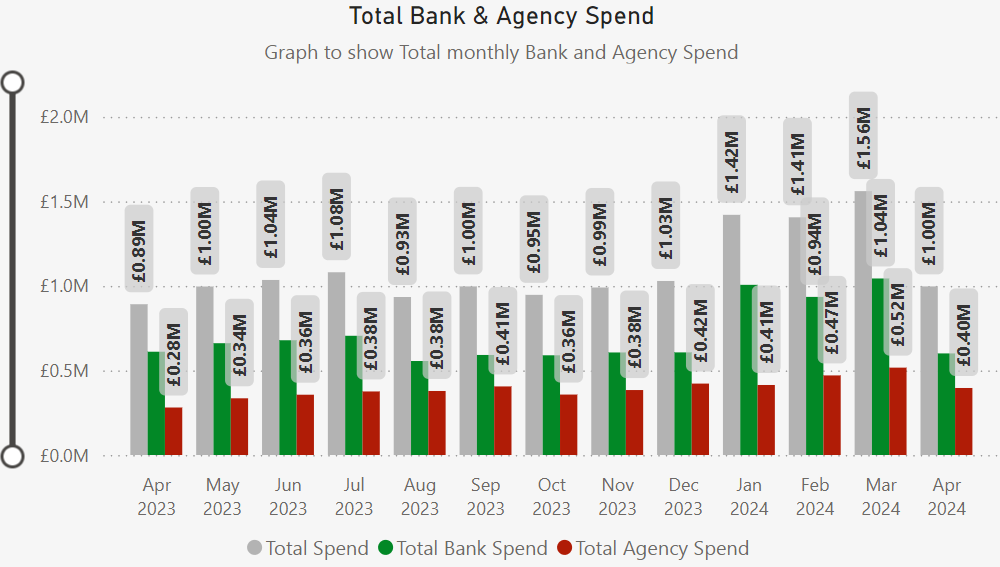 Total Bank & Agency Spend
Graph to show Total monthly Bank and Agency Spend
£2.0M
£1.5M
£1.0M
£0.5M
£0.0M
£0.89M
£0.28M
£1.00M
£0.34M
£1.04M
£0.36M
£1.08M
£0.38M
£0.93M
£0.38M
£1.00M
£0.41M
£0.95M
£0.36M
£0.99M
£0.38M
£1.03M
£0.42M
£1.42M
£0.41M
£1.41M
£0.94M
£0.47M
£1.56M
£1.04M
£0.52M
£1.00M
£0.40M
Apr May Jun Jul Aug Sep Oct Nov Dec Jan Feb Mar Apr
2023 2023 2023 2023 2023 2023 2023 2023 2023 2024 2024 2024 2024
Total Spend Total Bank Spend Total Agency Spend